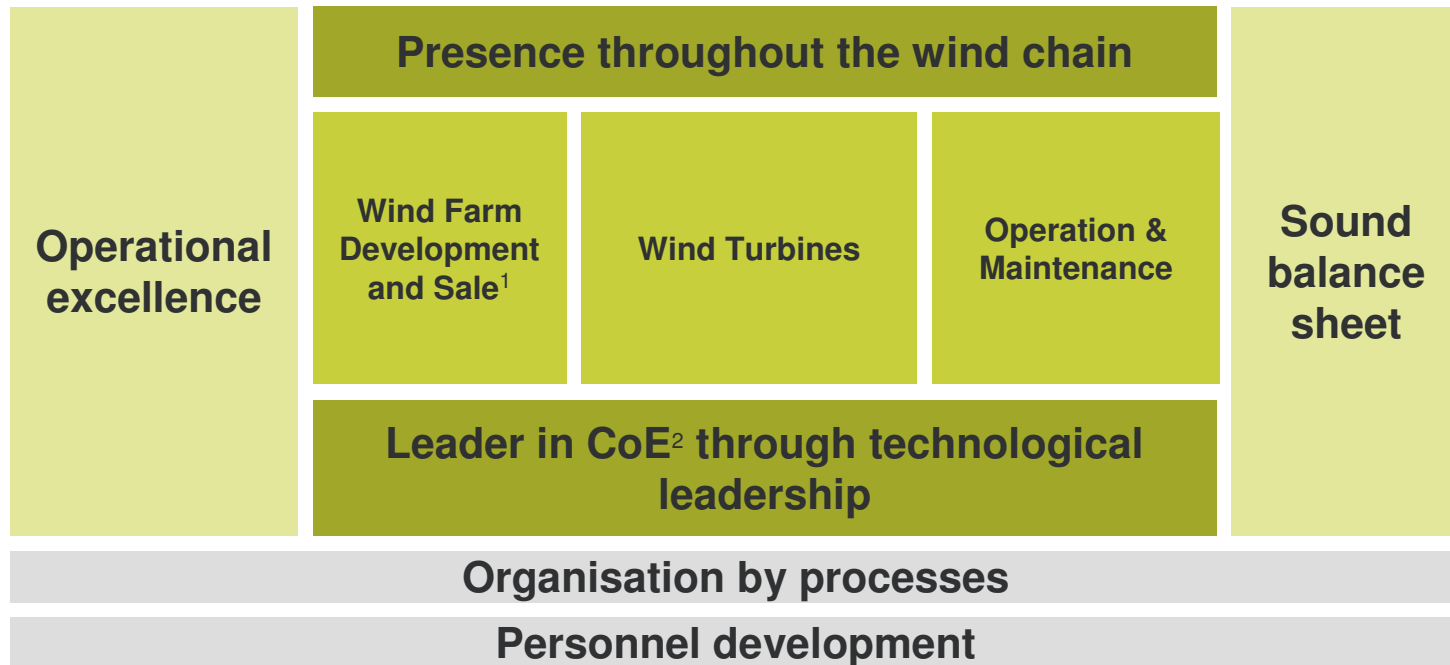 Presence throughout the wind chain
Operational
excellence
Wind Farm
Development
and Sale1
Wind Turbines
Operation &
Maintenance
Sound
balance
sheet
Leader in CoE2 through technological
leadership
Organisation by processes
Personnel development